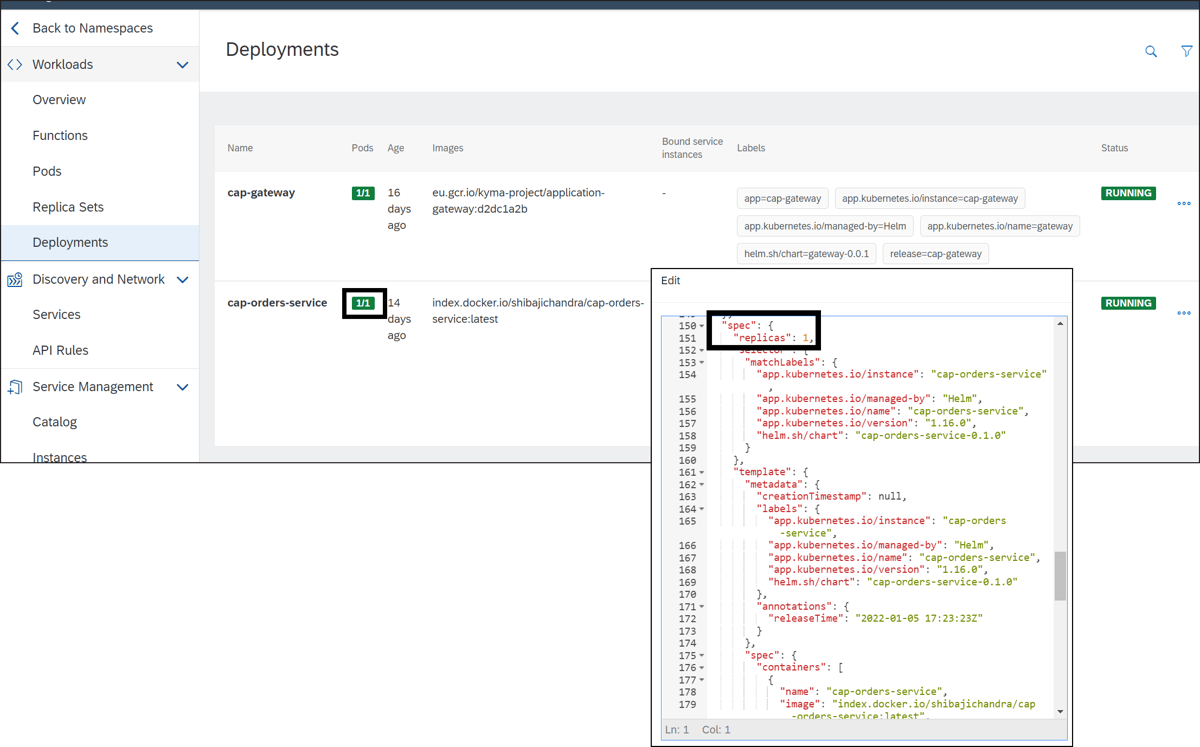 Back to Namespaces
Workloads
Overview
Functions
Pods
Replica Sets
Deployments
Discovery and Network
Services
API Rules
Service Management
Catalog
Instances
Deployments
Name
Pods
Age
Images
Bound service
instances
Labels
Status
cap-gateway
1/1
16
days
ago
eu.gcr.io/kyma-project/application-
gateway:d2dc1a2b
-
app=cap-gateway
app.kubernetes.io/instance=cap-gateway
app.kubernetes.io/managed-by=Helm
app.kubernetes.io/name=gateway
helm.sh/chart=gateway-0.0.1
release=cap-gateway
RUNNING
cap-orders-service
1/1
14
days
ago
index.docker.io/shibajichandra/cap-orders-
service:latest
RUNNING
Edit
150 "spec": {
151 "replicas": 1,
152 "selector": {
153 "matchLabels": {
154 "app.kubernetes.io/instance": "cap-orders-service"
,
155 "app.kubernetes.io/managed-by": "Helm",
156 "app.kubernetes.io/name": "cap-orders-service",
157 "app.kubernetes.io/version": "1.16.0",
158 "helm.sh/chart": "cap-orders-service-0.1.0"
159 }
160 },
161 "template": {
162 "metadata": {
163 "creationTimestamp": null,
164 "labels": {
165 "app.kubernetes.io/instance": "cap-orders
-service",
166 "app.kubernetes.io/managed-by": "Helm",
167 "app.kubernetes.io/name": "cap-orders-service",
168 "app.kubernetes.io/version": "1.16.0",
169 "helm.sh/chart": "cap-orders-service-0.1.0"
170 },
171 "annotations": {
172 "releaseTime": "2022-01-05 17:23:23Z"
173 }
174 },
175 "spec": {
176 "containers": [
177 {
178 "name": "cap-orders-service",
179 "image": "index.docker.io/shibajichandra/cap
-orders-service:latest",
Ln: 1 Col: 1